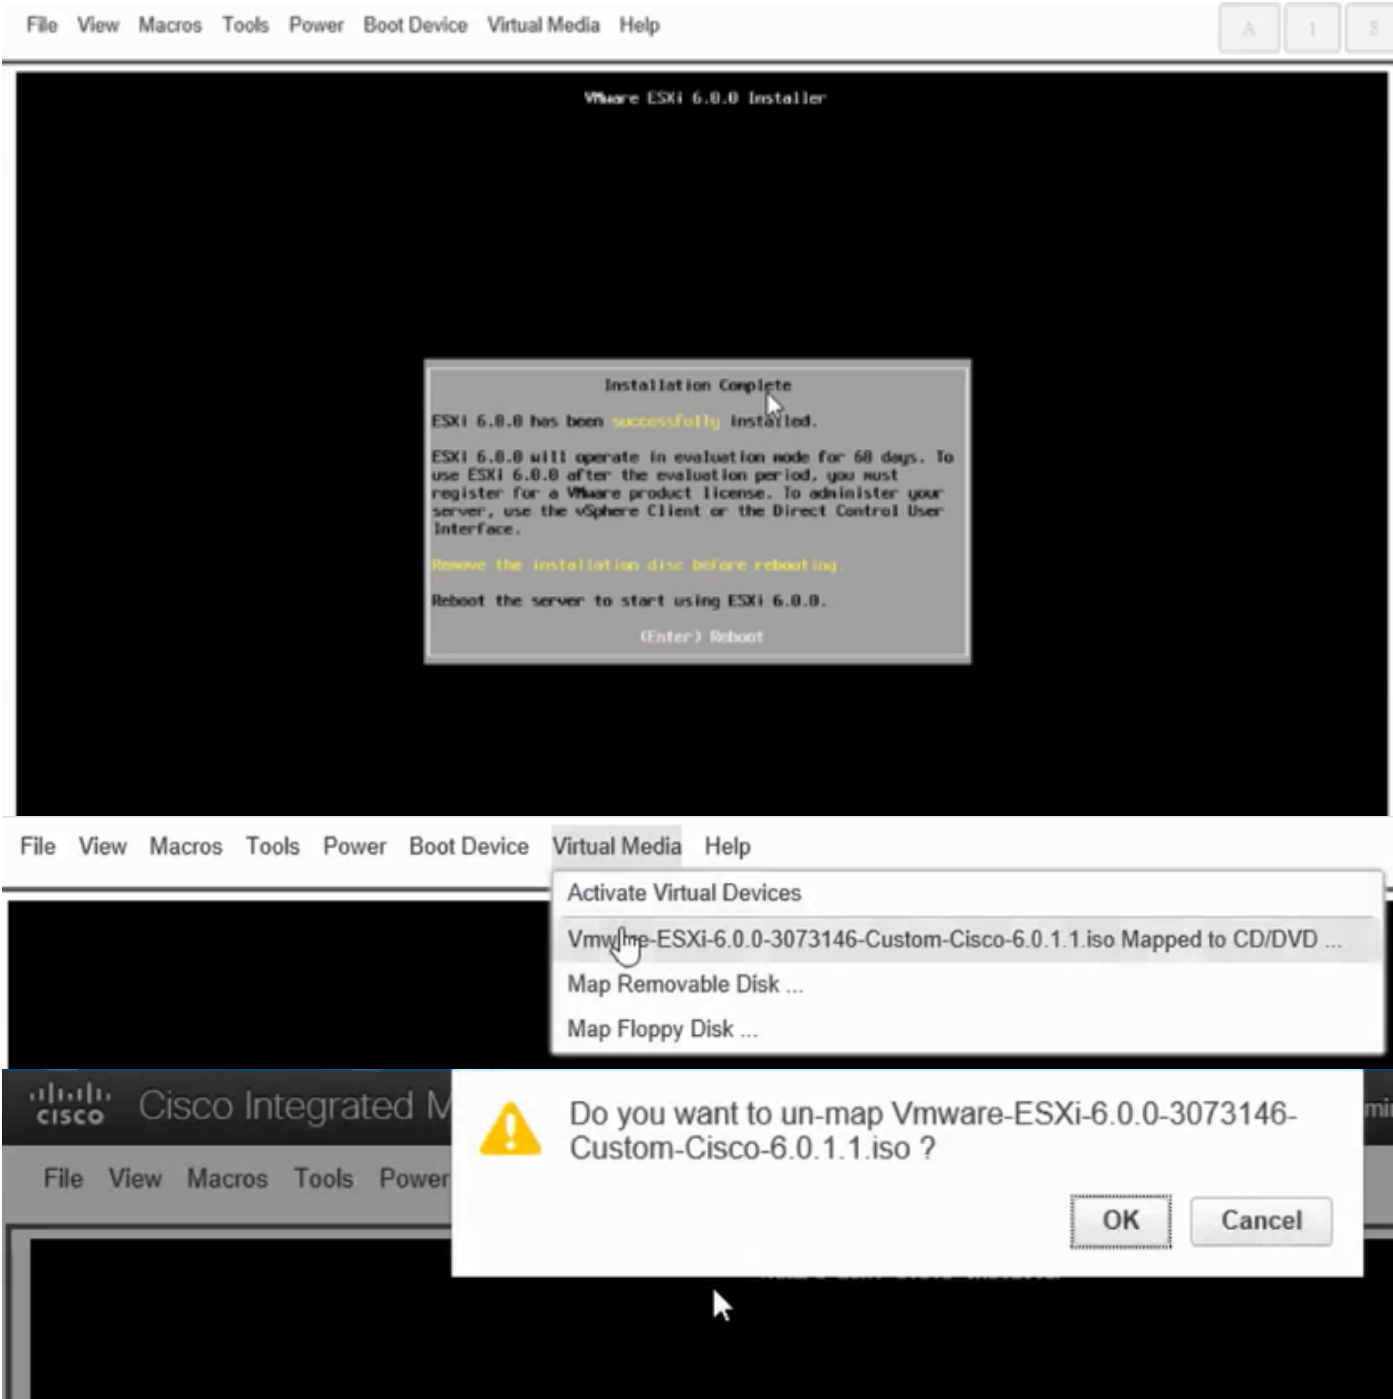 File View Macros Tools Power Boot Device Virtual Media Help
A 1 S
VMware ESXi 6.0.0 Installer
Installation Complete
ESXi 6.0.0 has been successfully installed.
ESXi 6.0.0 will operate in evaluation mode for 60 days. To
use ESXi 6.0.0 after the evaluation period, you must
register for a VMware product license. To administer your
server, use the vSphere Client or the Direct Control User
Interface.
Remove the installation disc before rebooting.
Reboot the server to start using ESXi 6.0.0.
(Enter) Reboot
File View Macros Tools Power Boot Device Virtual Media Help
Activate Virtual Devices
Vmware-ESXi-6.0.0-3073146-Custom-Cisco-6.0.1.1.iso Mapped to CD/DVD ...
Map Removable Disk ...
Map Floppy Disk ...
CISCO Cisco Integrated M
Do you want to un-map Vmware-ESXi-6.0.0-3073146-
Custom-Cisco-6.0.1.1.iso ?
File View Macros Tools Power
OK Cancel